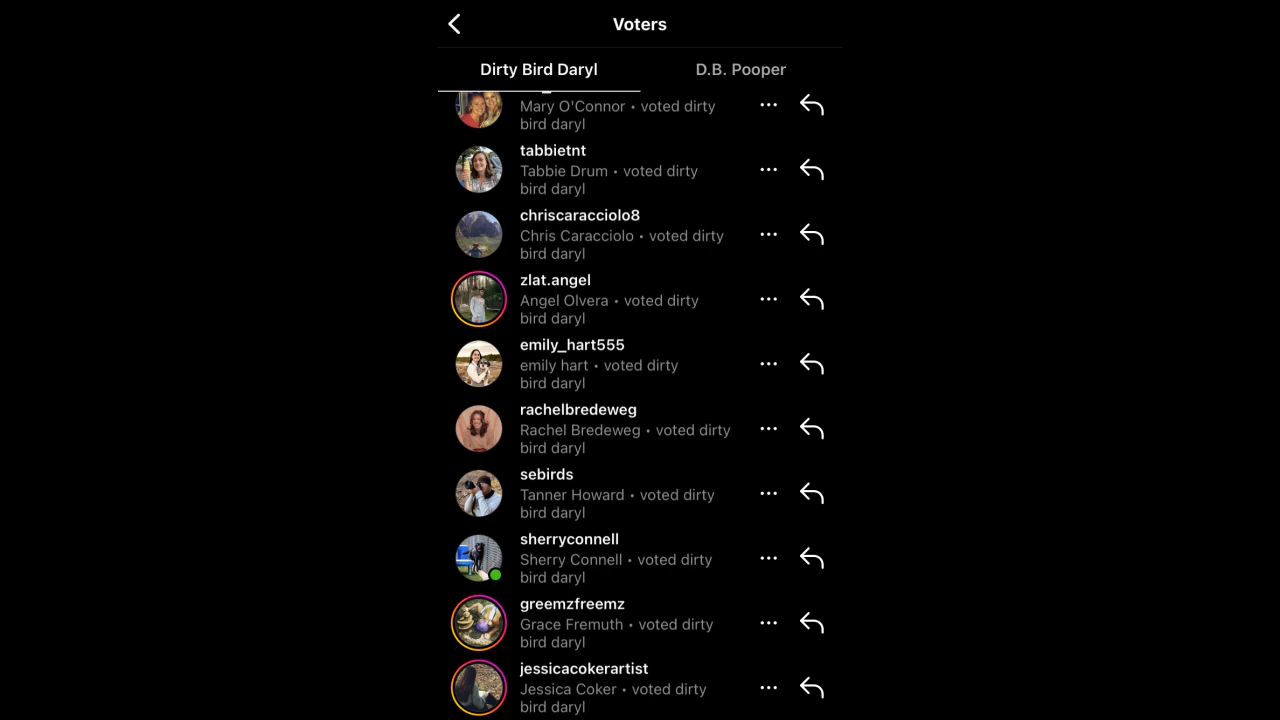 Voters
Dirty Bird Daryl
D.B. Pooper
Mary O'Connor • voted dirty
bird daryl
tabbietnt
Tabbie Drum • voted dirty
bird daryl
chriscaracciolo8
Chris Caracciolo • voted dirty
bird daryl
zlat.angel
Angel Olvera • voted dirty
bird daryl
emily_hart555
emily hart • voted dirty
bird daryl
rachelbredeweg
Rachel Bredeweg • voted dirty
bird daryl
sebirds
Tanner Howard • voted dirty
bird daryl
sherryconnell
Sherry Connell • voted dirty
bird daryl
greemzfreemz
Grace Fremuth • voted dirty
bird daryl
jessicacokerartist
Jessica Coker • voted dirty
bird daryl